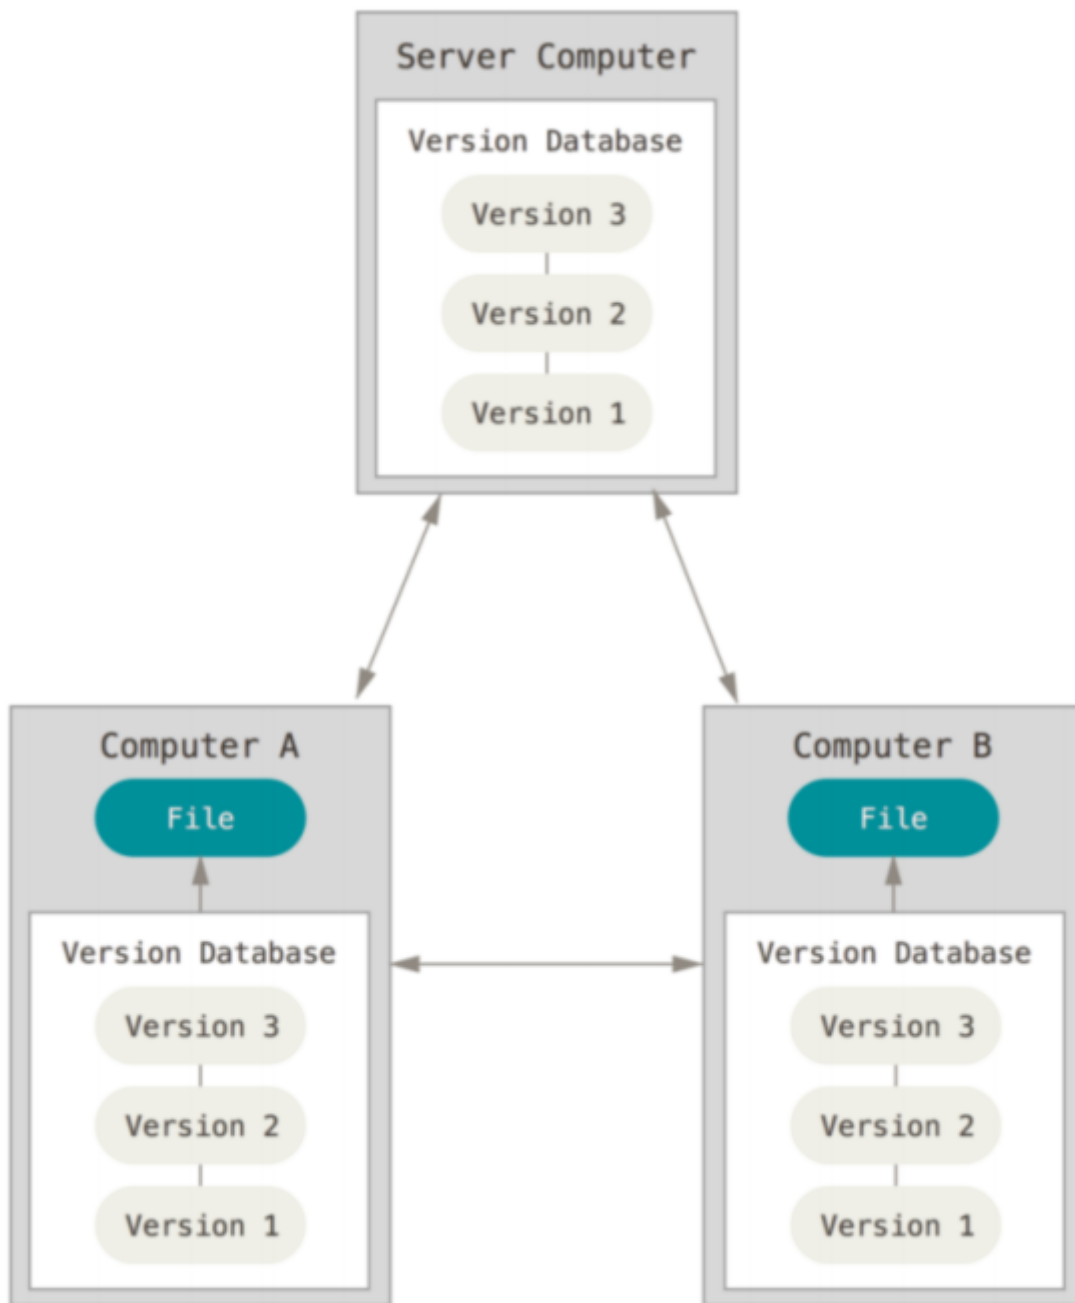 Server Computer
Version Database
Version 3
Version 2
Version 1
Computer A
File
Version Database
Version 3
Version 2
Version 1
Computer B
File
Version Database
Version 3
Version 2
Version 1